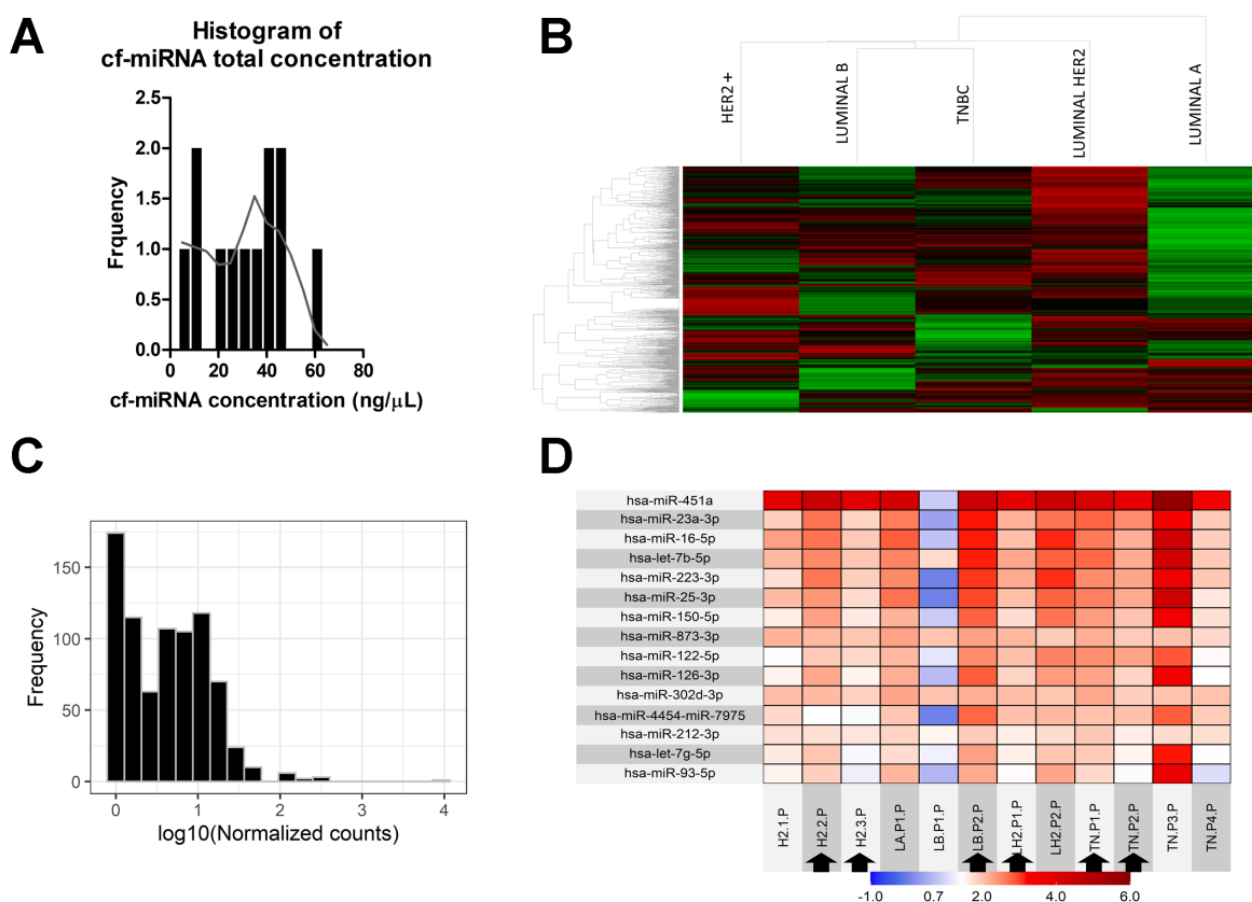 A
Histogram of
cf-miRNA total concentration
2.5
2.0
1.5
1.0
0.5
0.0
Frquency
0 20 40 60 80
cf-miRNA concentration (ng/μL)
B
HER2 +
LUMINAL B
TNBC
LUMINAL HER2
LUMINAL A
C
150
100
50
0
Frequency
0 1 2 3 4
log10(Normalized counts)
D
hsa-miR-451a
hsa-miR-23a-3p
hsa-miR-16-5p
hsa-let-7b-5p
hsa-miR-223-3p
hsa-miR-25-3p
hsa-miR-150-5p
hsa-miR-873-3p
hsa-miR-122-5p
hsa-miR-126-3p
hsa-miR-302d-3p
hsa-miR-4454-miR-7975
hsa-miR-212-3p
hsa-let-7g-5p
hsa-miR-93-5p
H2.1.P
H2.2.P
H2.3.P
LA.P1.P
LB.P1.P
LB.P2.P
LH2.P1.P
LH2.P2.P
TN.P1.P
TN.P2.P
TN.P3.P
TN.P4.P
-1.0 0.7 2.0 4.0 6.0